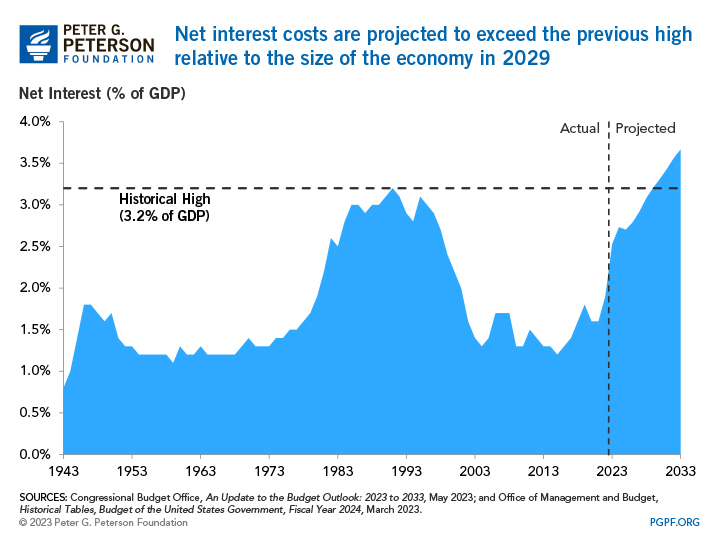 PETER G.
PETERSON
FOUNDATION
Net interest costs are projected to exceed the previous high
relative to the size of the economy in 2029
Net Interest (% of GDP)
4.0%
Actual
Projected
3.5%
Historical High
(3.2% of GDP)
3.0%
2.5%
2.0%
1.5%
1.0%
0.5%
0.0%
1943
1953
1963
1973
1983
1993
2003
2013
2023
2033
SOURCES: Congressional Budget Office, An Update to the Budget Outlook: 2023 to 2033, May 2023; and Office of Management and Budget,
Historical Tables, Budget of the United States Government, Fiscal Year 2024, March 2023.
© 2023 Peter G. Peterson Foundation
PGPF.ORG